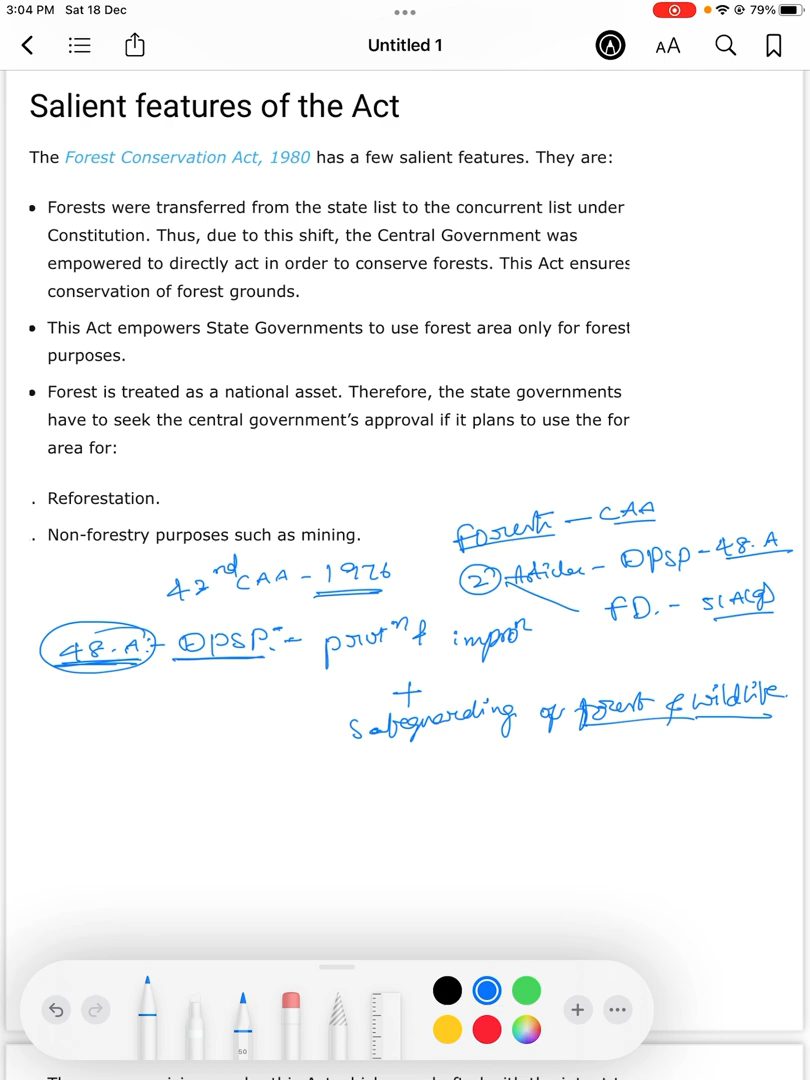 3:04 PM Sat 18 Dec
79%
Untitled 1
AA
Salient features of the Act
The Forest Conservation Act, 1980 has a few salient features. They are:
• Forests were transferred from the state list to the concurrent list under
Constitution. Thus, due to this shift, the Central Government was
empowered to directly act in order to conserve forests. This Act ensures
conservation of forest grounds.
• This Act empowers State Governments to use forest area only for forest
purposes.
• Forest is treated as a national asset. Therefore, the state governments
have to seek the central government’s approval if it plans to use the for
area for:
. Reforestation.
. Non-forestry purposes such as mining.
Forest — CAA
42nd CAA - 1976
2 Articles - DPSP - 48.A
FD. - 51A(g)
48.A :- DPSP :- protn & improvn
+
Safeguarding of forest & wildlife.
50